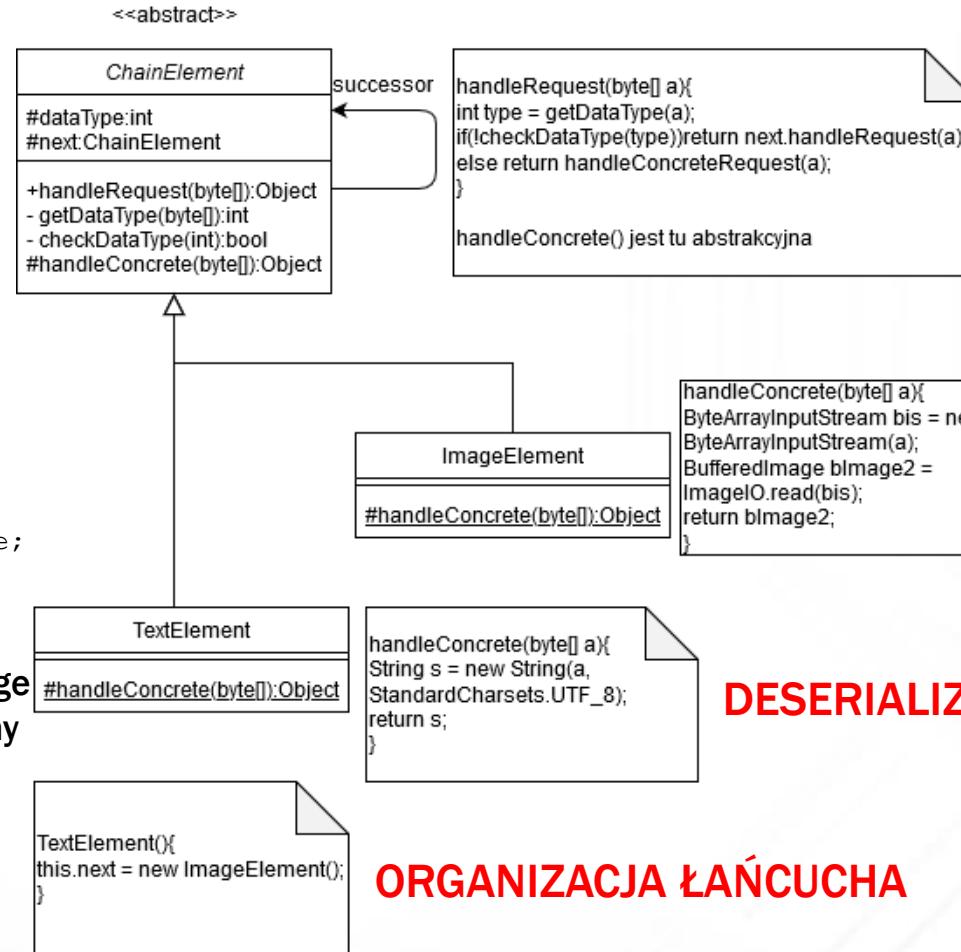 <<abstract>>
ChainElement
#dataType:int
#next:ChainElement
+handleRequest(byte[]):Object
- getDataType(byte[]):int
- checkDataType(int):bool
#handleConcrete(byte[]):Object
successor
handleRequest(byte[] a){
int type = getDataType(a);
if(!checkDataType(type))return next.handleRequest(a)
else return handleConcreteRequest(a);
}
handleConcrete() jest tu abstrakcyjna
ImageElement
#handleConcrete(byte[]):Object
handleConcrete(byte[] a){
ByteArrayInputStream bis =
ByteArrayInputStream(a);
BufferedImage bImage2 =
ImageIO.read(bis);
return bImage2;
}
TextElement
#handleConcrete(byte[]):Object
handleConcrete(byte[] a){
String s = new String(a,
StandardCharsets.UTF_8);
return s;
}
TextElement(){
this.next = new ImageElement();
}
ORGANIZACJA ŁAŃCUCHA